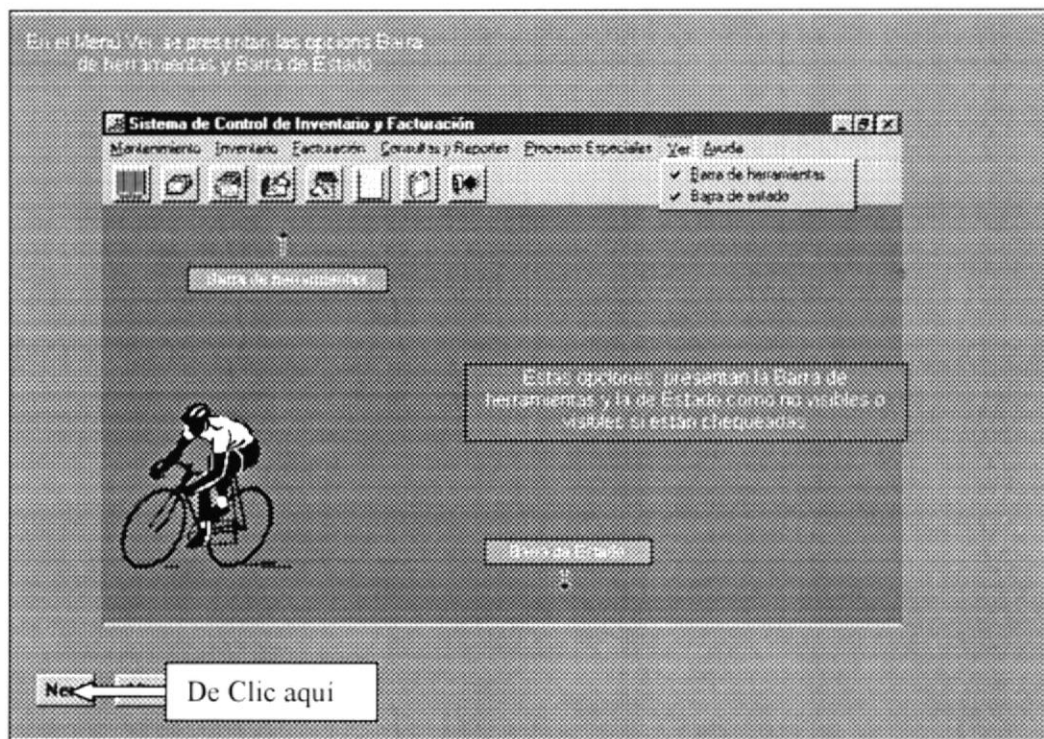 En el Menú Ver, se presentan las opcions Barra
de herramientas y Barra de Estado
Sistema de Control de Inventario y Facturación
Mantenimiento Inventario Facturación Consultas y Reportes Procesos Especiales Ver Ayuda
Barra de herramientas
Barra de estado
Barra de herramientas
Estas opciones, presentan la Barra de
herramientas y la de Estado como no visibles o
visibles si están chequeadas
Barra de Estado
De Clic aquí